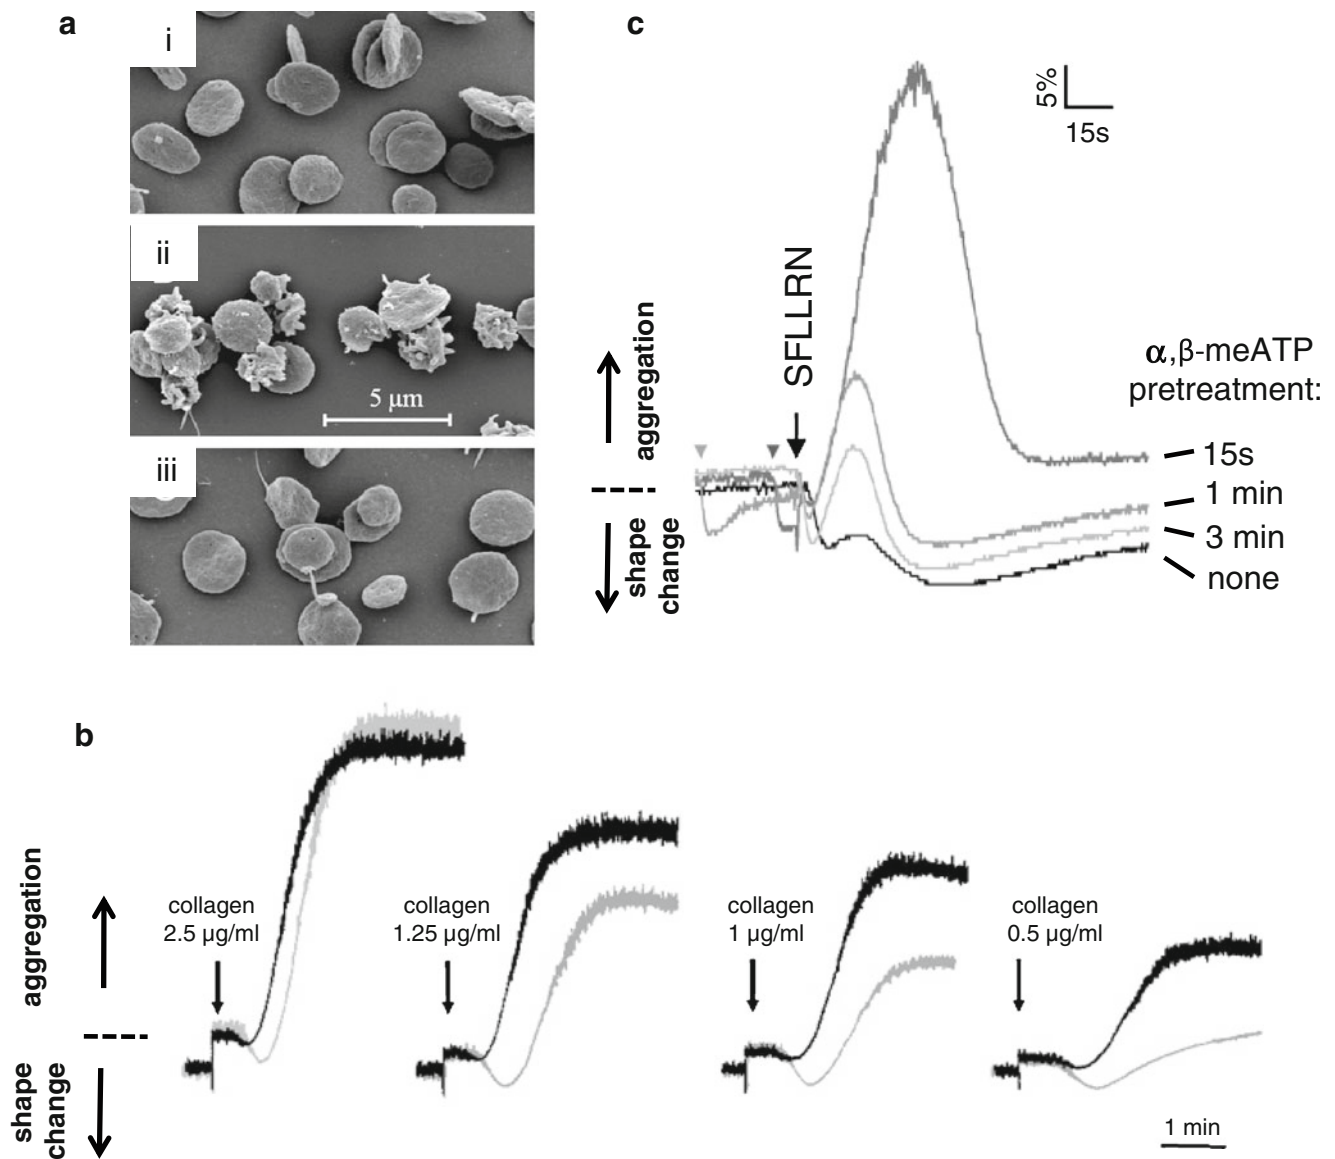 a
i
ii
5 µm
iii
c
5%
15s
SFLLRN
aggregation
shape
change
α,β-meATP
pretreatment:
15s
1 min
3 min
none
b
aggregation
shape
change
collagen
2.5 µg/ml
collagen
1.25 µg/ml
collagen
1 µg/ml
collagen
0.5 µg/ml
1 min